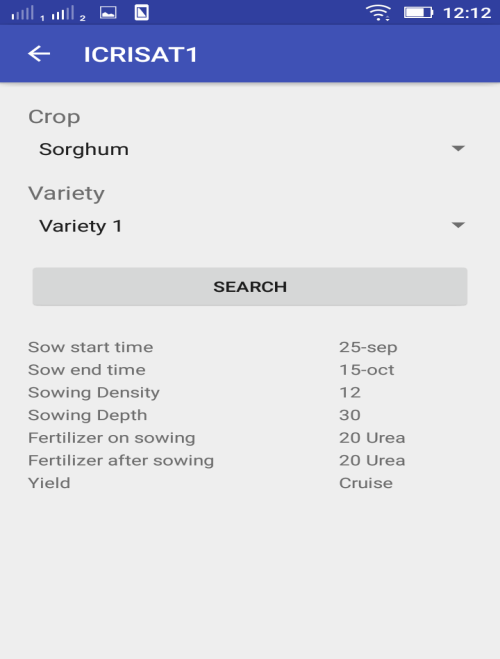 1 2 12:12
ICRISAT1
Crop
Sorghum
Variety
Variety 1
SEARCH
Sow start time 25-sep
Sow end time 15-oct
Sowing Density 12
Sowing Depth 30
Fertilizer on sowing 20 Urea
Fertilizer after sowing 20 Urea
Yield Cruise